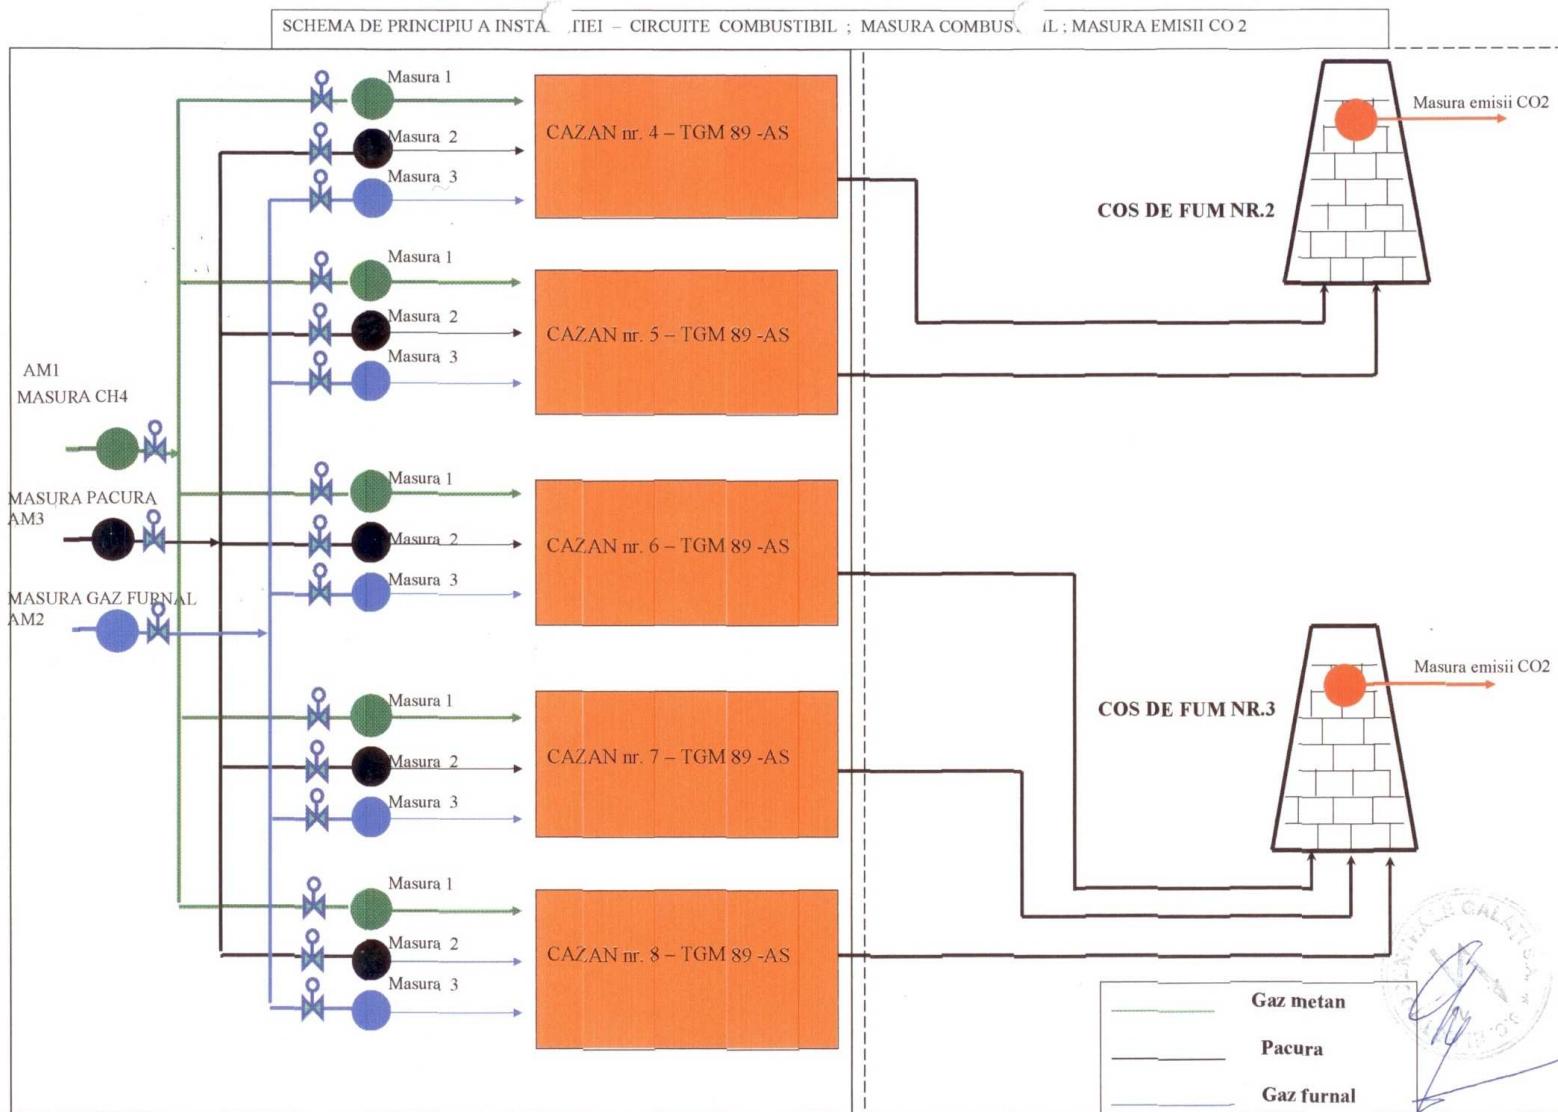 SCHEMA DE PRINCIPIU A INSTA TIEI – CIRCUITE COMBUSTIBIL ; MASURA COMBUS IL ; MASURA EMISII CO 2
Masura 1
Masura 2
Masura 3
CAZAN nr. 4 – TGM 89 -AS
Masura 1
Masura 2
Masura 3
CAZAN nr. 5 – TGM 89 -AS
AM1
MASURA CH4
MASURA PACURA
AM3
MASURA GAZ FURNAL
AM2
Masura 1
Masura 2
Masura 3
CAZAN nr. 6 – TGM 89 -AS
Masura 1
Masura 2
Masura 3
CAZAN nr. 7 – TGM 89 -AS
Masura 1
Masura 2
Masura 3
CAZAN nr. 8 – TGM 89 -AS
Masura emisii CO2
COS DE FUM NR.2
Masura emisii CO2
COS DE FUM NR.3
Gaz metan
Pacura
Gaz furnal
GALATI